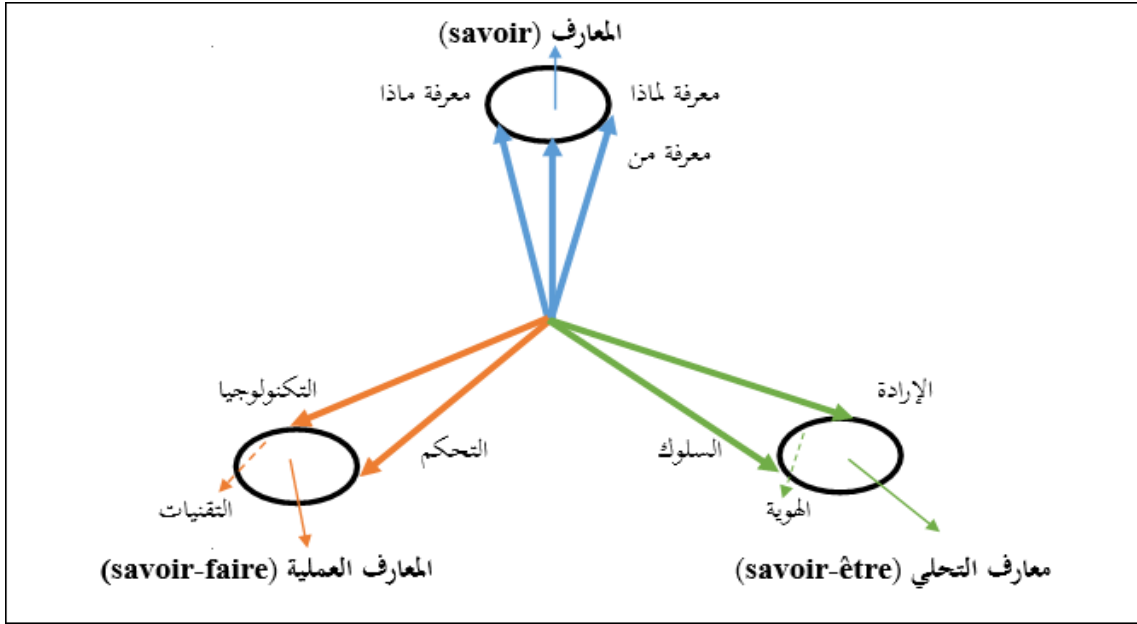 المعارف (savoir)
معرفة لماذا
معرفة ماذا
معرفة من
الإرادة
التكنولوجيا
السلوك
التحكم
الهوية
التقنيات
معارف التحلي (savoir-être)
المعارف العملية (savoir-faire)